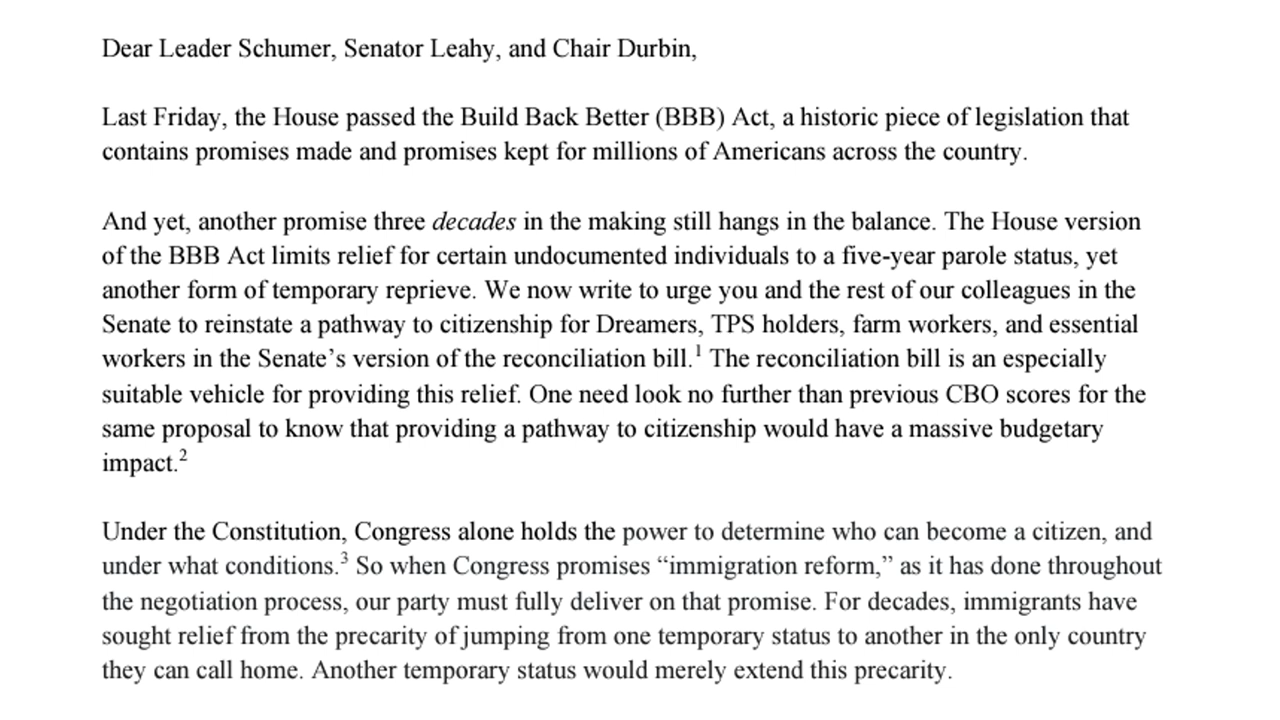 Dear Leader Schumer, Senator Leahy, and Chair Durbin,
Last Friday, the House passed the Build Back Better (BBB) Act, a historic piece of legislation that
contains promises made and promises kept for millions of Americans across the country.
And yet, another promise three decades in the making still hangs in the balance. The House version
of the BBB Act limits relief for certain undocumented individuals to a five-year parole status, yet
another form of temporary reprieve. We now write to urge you and the rest of our colleagues in the
Senate to reinstate a pathway to citizenship for Dreamers, TPS holders, farm workers, and essential
workers in the Senate’s version of the reconciliation bill.¹ The reconciliation bill is an especially
suitable vehicle for providing this relief. One need look no further than previous CBO scores for the
same proposal to know that providing a pathway to citizenship would have a massive budgetary
impact.²
Under the Constitution, Congress alone holds the power to determine who can become a citizen, and
under what conditions.³ So when Congress promises “immigration reform,” as it has done throughout
the negotiation process, our party must fully deliver on that promise. For decades, immigrants have
sought relief from the precarity of jumping from one temporary status to another in the only country
they can call home. Another temporary status would merely extend this precarity.